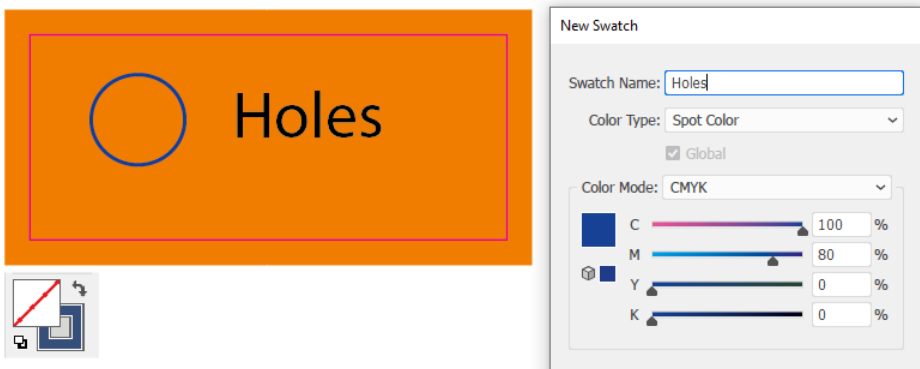 Holes
New Swatch
Swatch Name: Holes
Color Type: Spot Color
Global
Color Mode: CMYK
C 100 %
M 80 %
Y 0 %
K 0 %